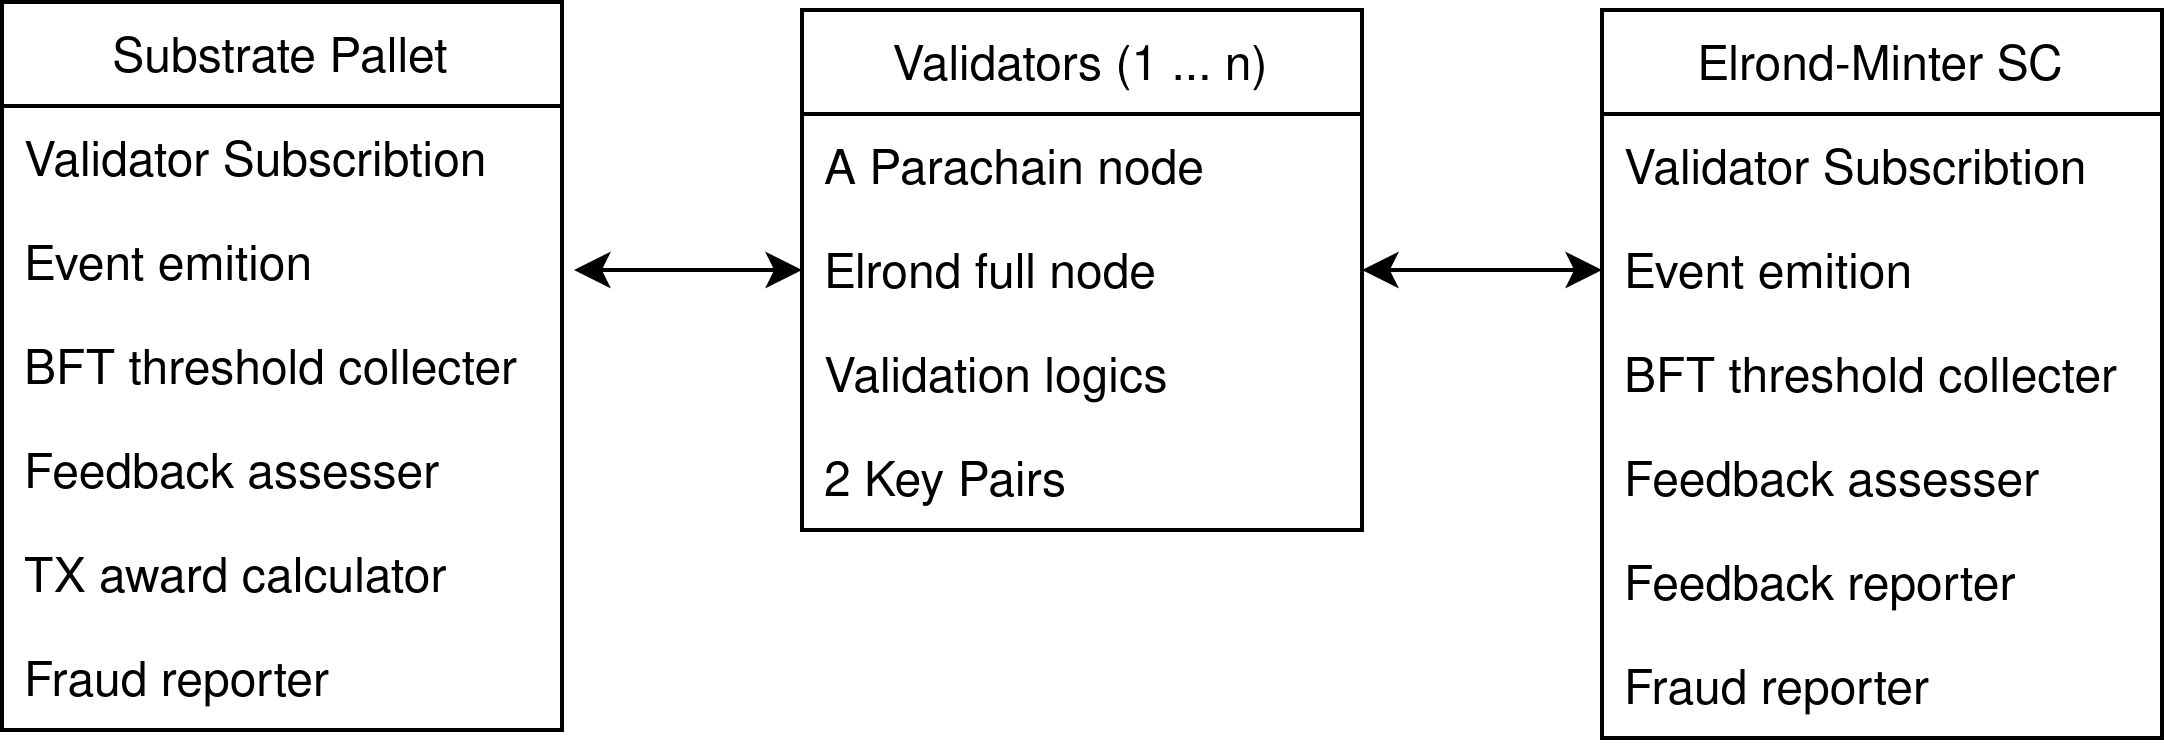 Substrate Pallet
Validator Subscribtion
Event emition
BFT threshold collecter
Feedback assesser
TX award calculator
Fraud reporter
Validators (1 ... n)
A Parachain node
Elrond full node
Validation logics
2 Key Pairs
Elrond-Minter SC
Validator Subscribtion
Event emition
BFT threshold collecter
Feedback assesser
Feedback reporter
Fraud reporter